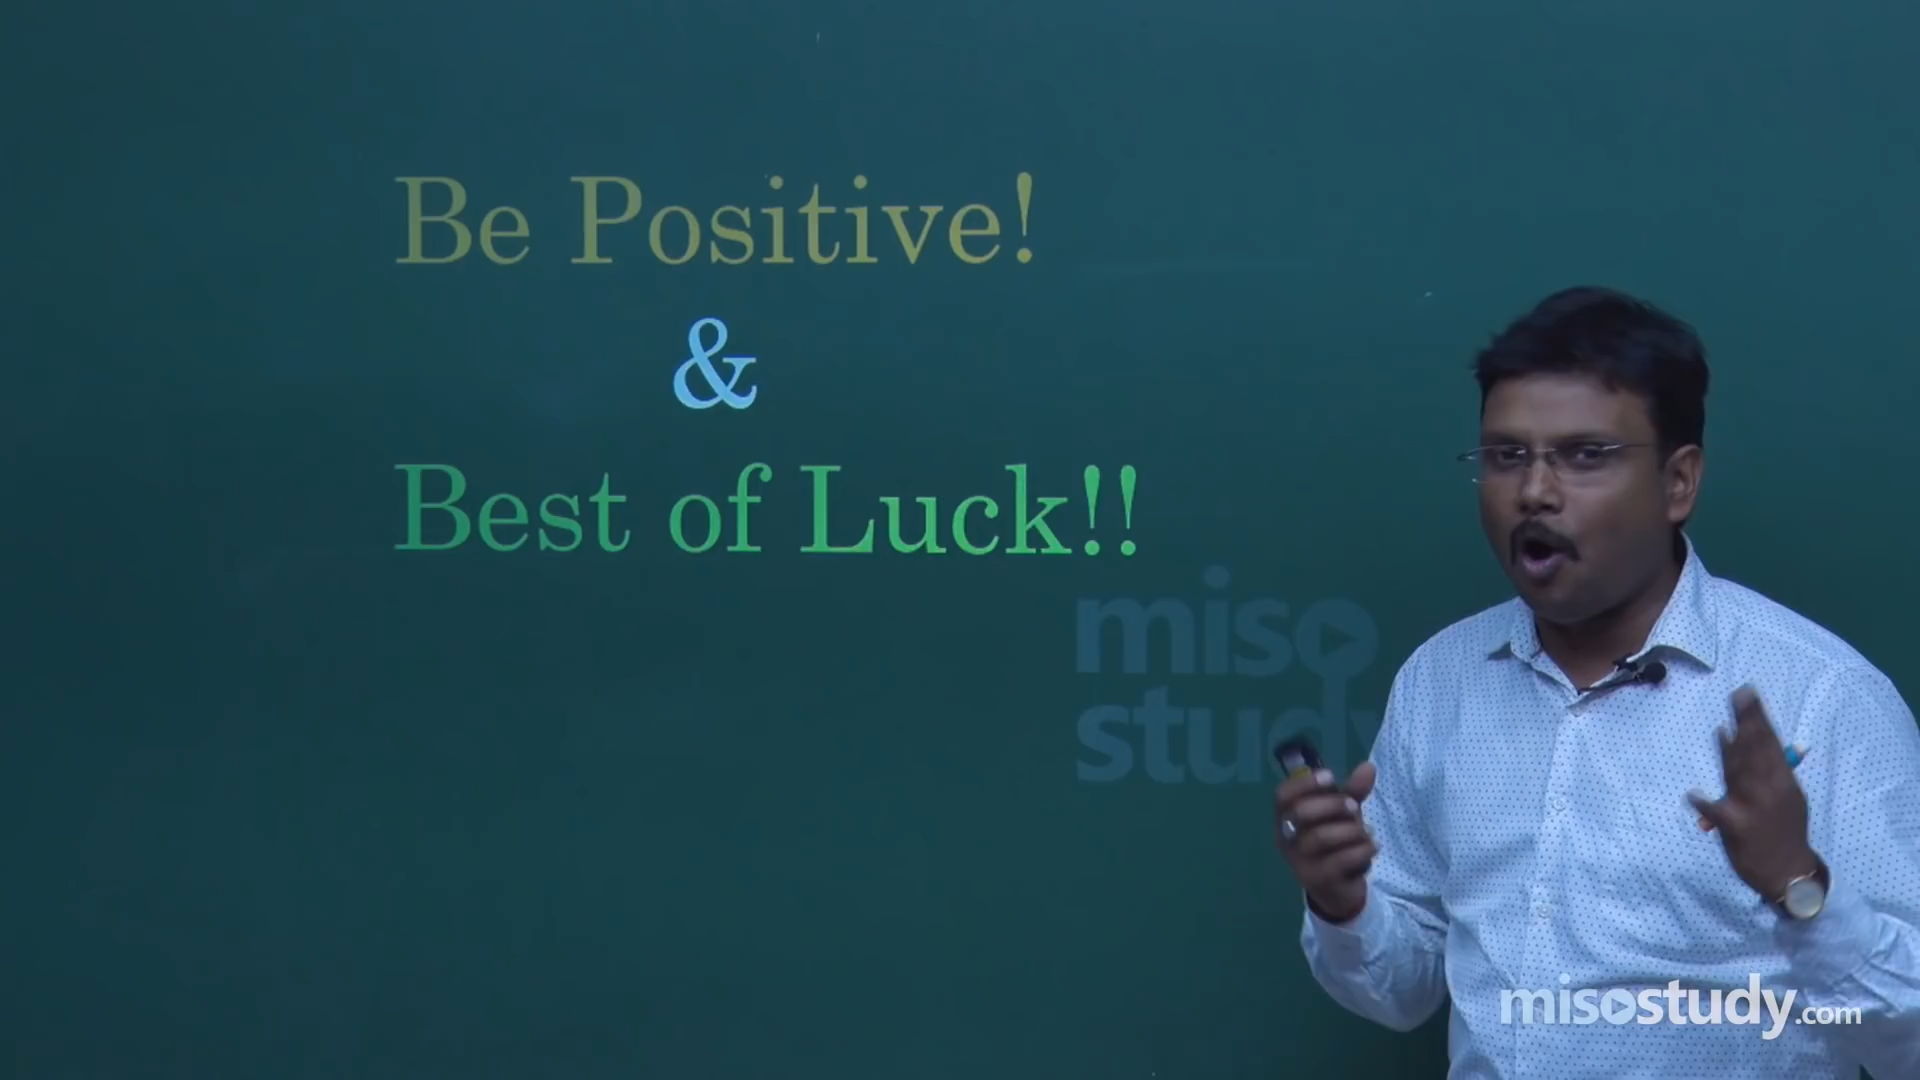 Be Positive!
&
Best of Luck!!
miso
study
misostudy.com